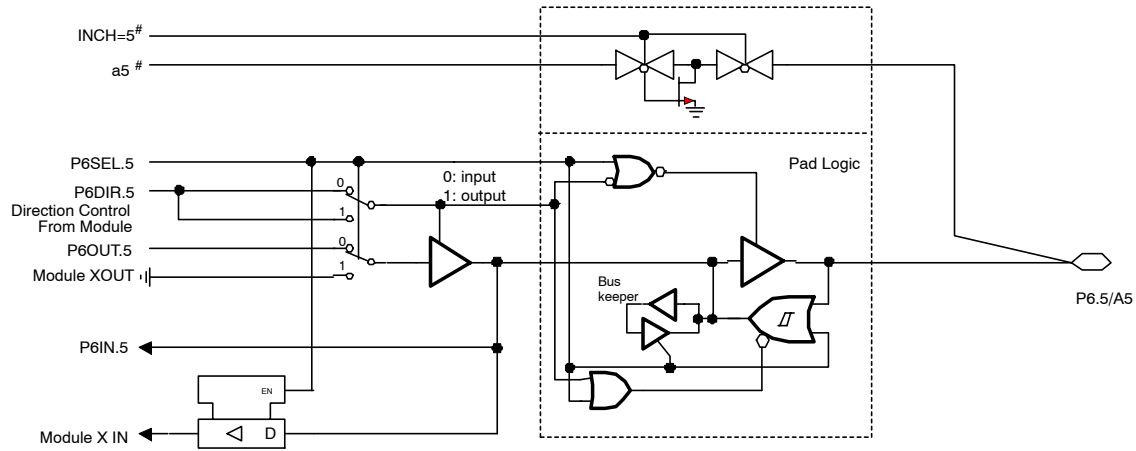 INCH=5#
a5 #
P6SEL.5
P6DIR.5
Direction Control
From Module
P6OUT.5
Module XOUT
P6IN.5
Module X IN
0
1
0
1
0: input
1: output
Pad Logic
Bus
keeper
EN
D
P6.5/A5